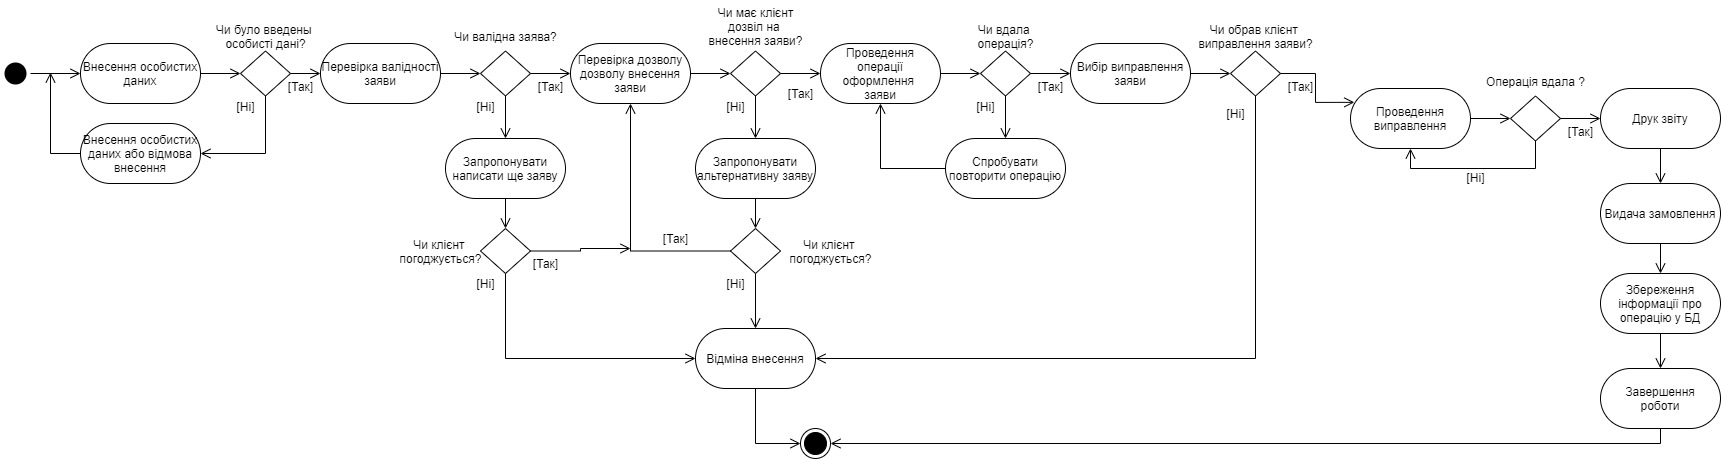 Чи було введены
особисті дані?
Чи валідна заява?
Чи має клієнт
дозвіл на
внесення заяви?
Чи вдала
операція?
Чи обрав клієнт
виправлення заяви?
Внесення особистих
даних
[Так]
[Ні]
Перевірка валідності
заяви
[Так]
[Ні]
Перевірка дозволу
дозволу внесення
заяви
[Так]
[Ні]
Проведення
операції
оформлення
заяви
[Так]
[Ні]
Вибір виправлення
заяви
[Так]
[Ні]
Операція вдала ?
Проведення
виправлення
[Так]
[Ні]
Друк звіту
Внесення особистих
даних або відмова
внесення
Запропонувати
написати ще заяву
Запропонувати
альтернативну заяву
Спробувати
повторити операцію
Видача замовлення
Чи клієнт
погоджується?
[Так]
[Ні]
[Так]
Чи клієнт
погоджується?
[Ні]
Збереження
інформації про
операцію у БД
Відміна внесення
Завершення
роботи